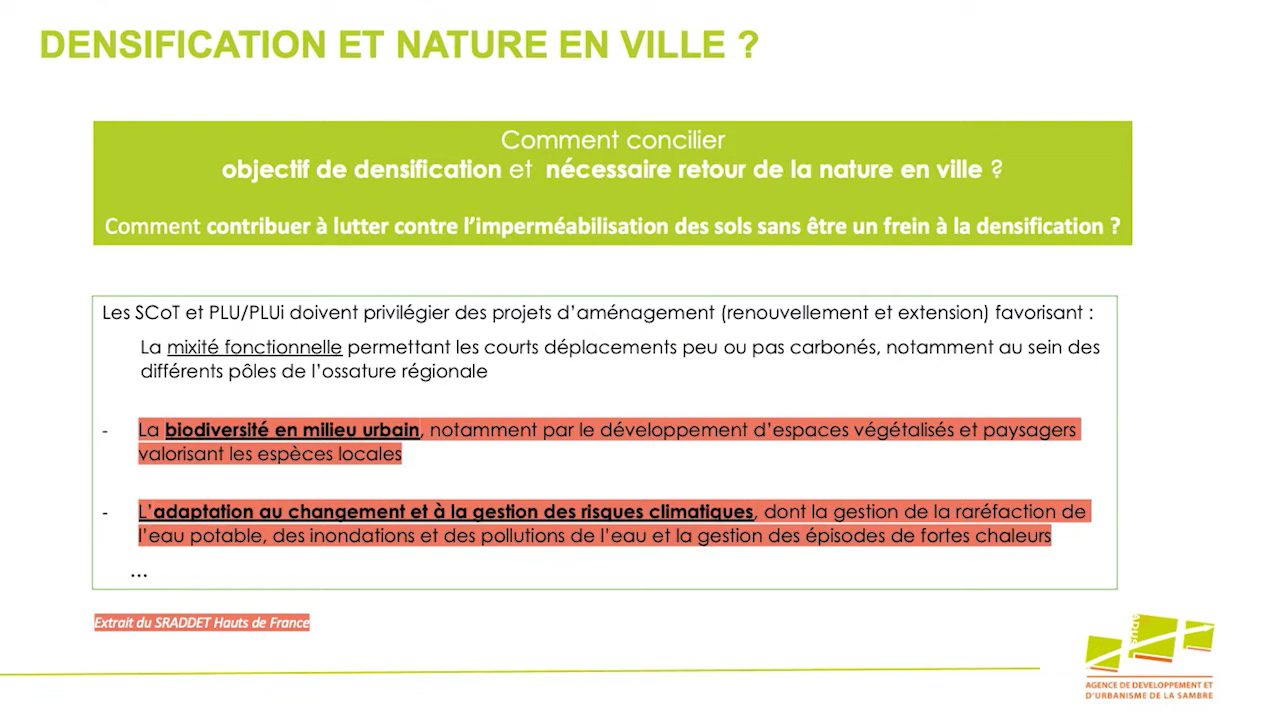 DENSIFICATION ET NATURE EN VILLE ?
Comment concilier
objectif de densification et nécessaire retour de la nature en ville ?
Comment contribuer à lutter contre l'imperméabilisation des sols sans être un frein à la densification ?
Les SCoT et PLU/PLUi doivent privilégier des projets d'aménagement (renouvellement et extension) favorisant :
La mixité fonctionnelle permettant les courts déplacements peu ou pas carbonés, notamment au sein des
différents pôles de l'ossature régionale
- La biodiversité en milieu urbain, notamment par le développement d'espaces végétalisés et paysagers
valorisant les espèces locales
- L'adaptation au changement et à la gestion des risques climatiques, dont la gestion de la raréfaction de
l'eau potable, des inondations et des pollutions de l'eau et la gestion des épisodes de fortes chaleurs
...
Extrait du SRADDET Hauts de France
AGENCE DE DEVELOPPEMENT ET
D'URBANISME DE LA SAMBRE